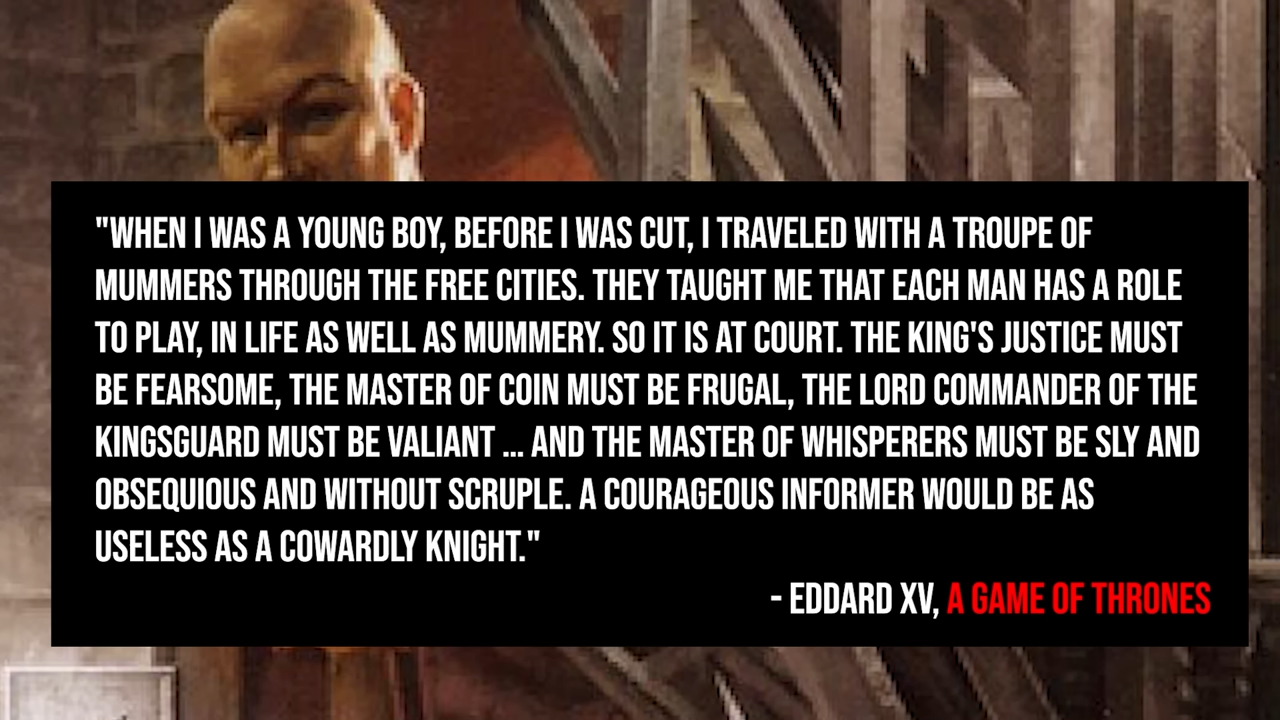 "WHEN I WAS A YOUNG BOY, BEFORE I WAS CUT, I TRAVELED WITH A TROUPE OF
MUMMERS THROUGH THE FREE CITIES. THEY TAUGHT ME THAT EACH MAN HAS A ROLE
TO PLAY, IN LIFE AS WELL AS MUMMERY. SO IT IS AT COURT. THE KING'S JUSTICE MUST
BE FEARSOME, THE MASTER OF COIN MUST BE FRUGAL, THE LORD COMMANDER OF THE
KINGSGUARD MUST BE VALIANT ... AND THE MASTER OF WHISPERERS MUST BE SLY AND
OBSEQUIOUS AND WITHOUT SCRUPLE. A COURAGEOUS INFORMER WOULD BE AS
USELESS AS A COWARDLY KNIGHT."
- EDDARD XV, A GAME OF THRONES